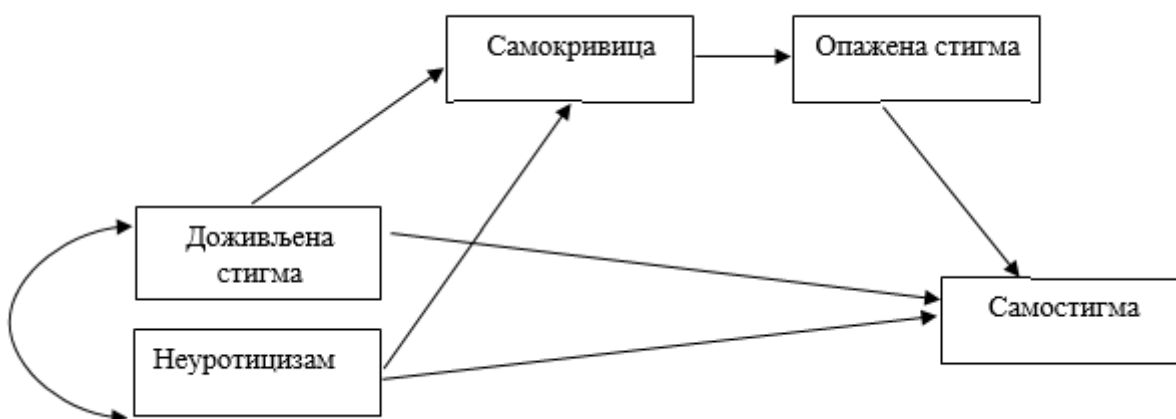 Самокривица
Опажена стигма
Доживљена
стигма
Самостигма
Неуротицизам